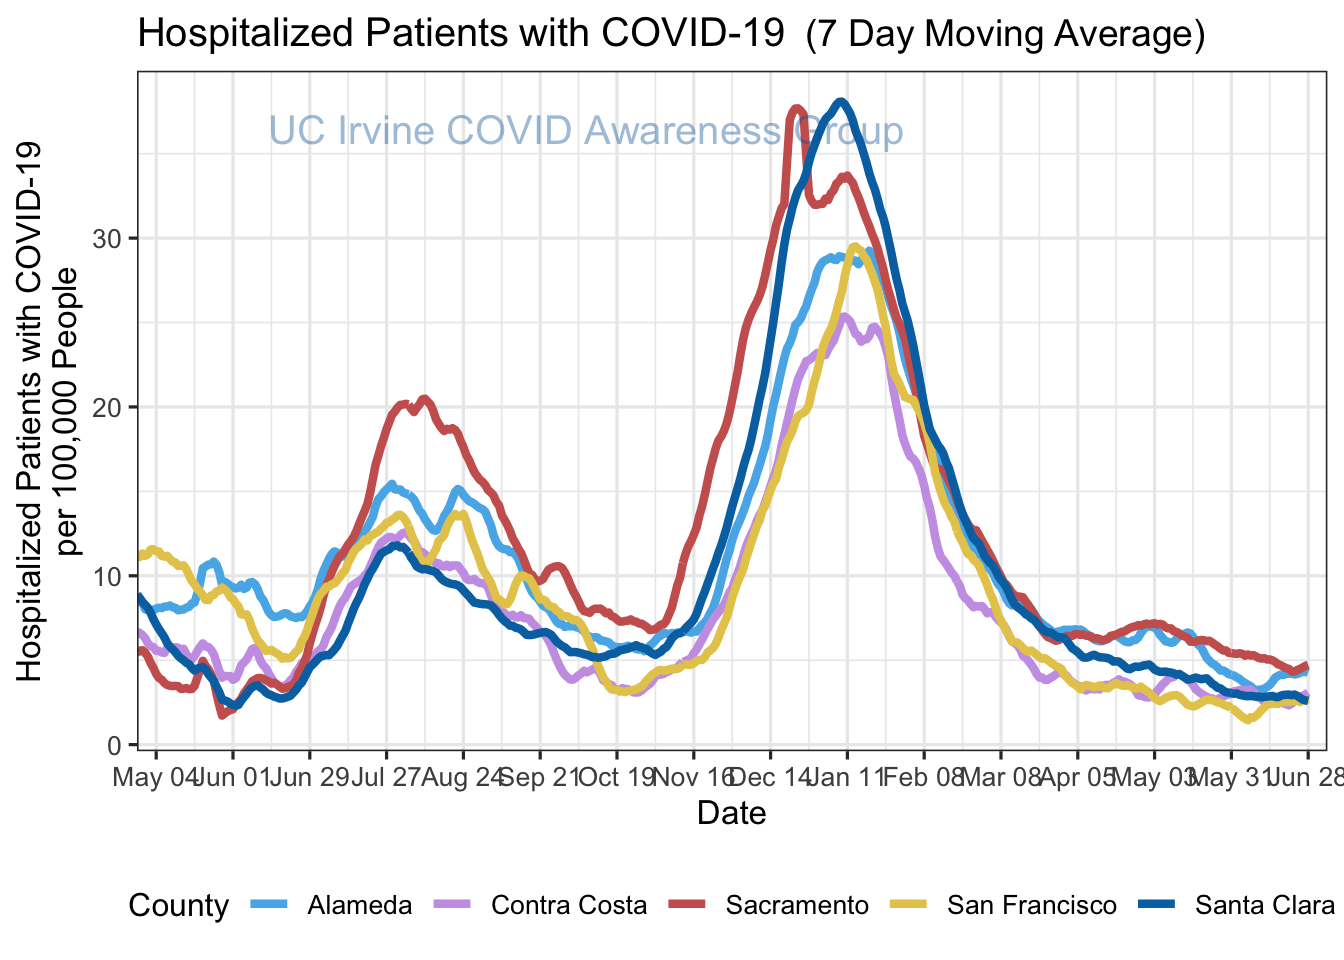 Hospitalized Patients with COVID-19  (7 Day Moving Average)
UC Irvine COVID Awareness Group
Hospitalized Patients with COVID-19
per 100,000 People
30
20
10
0
May 04 Jun 01 Jun 29 Jul 27 Aug 24 Sep 21 Oct 19 Nov 16 Dec 14 Jan 11 Feb 08 Mar 08 Apr 05 May 03 May 31 Jun 28
Date
County Alameda Contra Costa Sacramento San Francisco Santa Clara